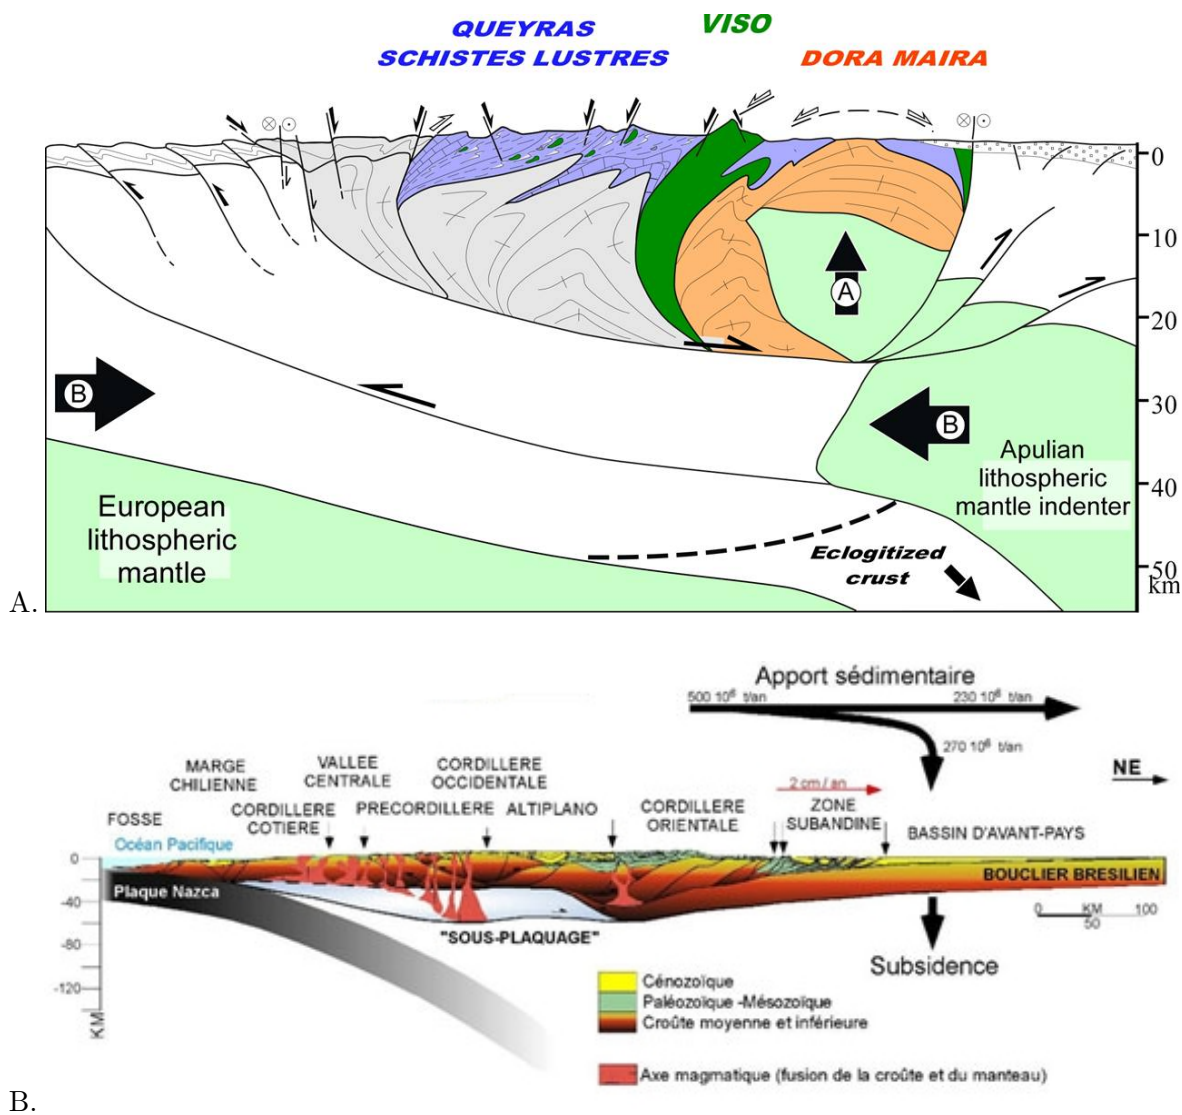 QUEYRAS
SCHISTES LUSTRES
VISO
DORA MAIRA
0
10
20
30
40
50
km
A
B
B
European
lithospheric
mantle
Apulian
lithospheric
mantle indenter
Eclogitized
crust
A.
Apport sédimentaire
500 10⁶ t/an
230 10⁶ t/an
270 10⁶ t/an
NE
2 cm / an
FOSSE
MARGE
CHILIENNE
CORDILLERE
COTIERE
VALLEE
CENTRALE
PRECORDILLERE
CORDILLÈRE
OCCIDENTALE
ALTIPLANO
CORDILLÈRE
ORIENTALE
ZONE
SUBANDINE
BASSIN D'AVANT-PAYS
Océan Pacifique
Plaque Nazca
BOUCLIER BRESILIEN
0
-40
-80
-120
KM
"SOUS-PLAQUAGE"
0 KM 100
50
Subsidence
Cénozoïque
Paléozoïque -Mésozoïque
Croûte moyenne et inférieure
Axe magmatique (fusion de la croûte et du manteau)
B.